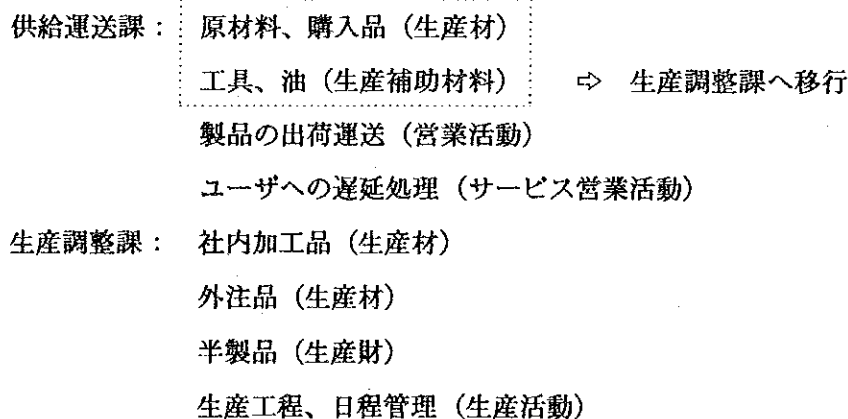 供給運送課： 原材料、購入品（生産材）
工具、油（生産補助材料） ⇨ 生産調整課へ移行
製品の出荷運送（営業活動）
ユーザへの遅延処理（サービス営業活動）
生産調整課： 社内加工品（生産材）
外注品（生産材）
半製品（生産財）
生産工程、日程管理（生産活動）